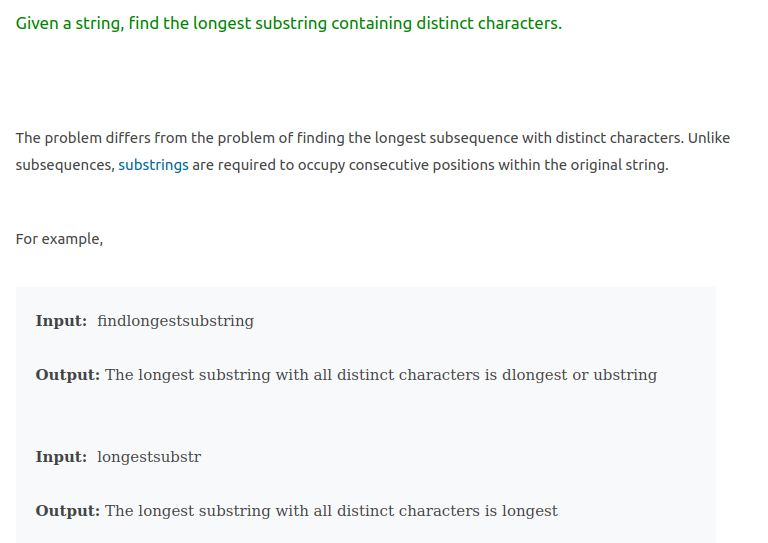 Given a string, find the longest substring containing distinct characters.
The problem differs from the problem of finding the longest subsequence with distinct characters. Unlike
subsequences, substrings are required to occupy consecutive positions within the original string.
For example,
Input: findlongestsubstring
Output: The longest substring with all distinct characters is dlongest or ubstring
Input: longestsubstr
Output: The longest substring with all distinct characters is longest